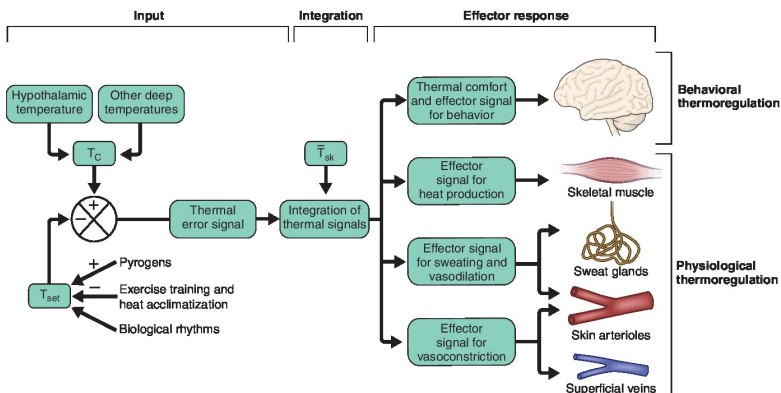 Input
Integration
Effector response
Hypothalamic
temperature
Other deep
temperatures
Thermal comfort
and effector signal
for behavior
Behavioral
thermoregulation
T_C
T̅_sk
Effector
signal for
heat production
Skeletal muscle
+
−
Thermal
error signal
Integration of
thermal signals
Effector signal
for sweating and
vasodilation
Sweat glands
Physiological
thermoregulation
T_set
+
Pyrogens
−
Exercise training and
heat acclimatization
Biological rhythms
Effector
signal for
vasoconstriction
Skin arterioles
Superficial veins